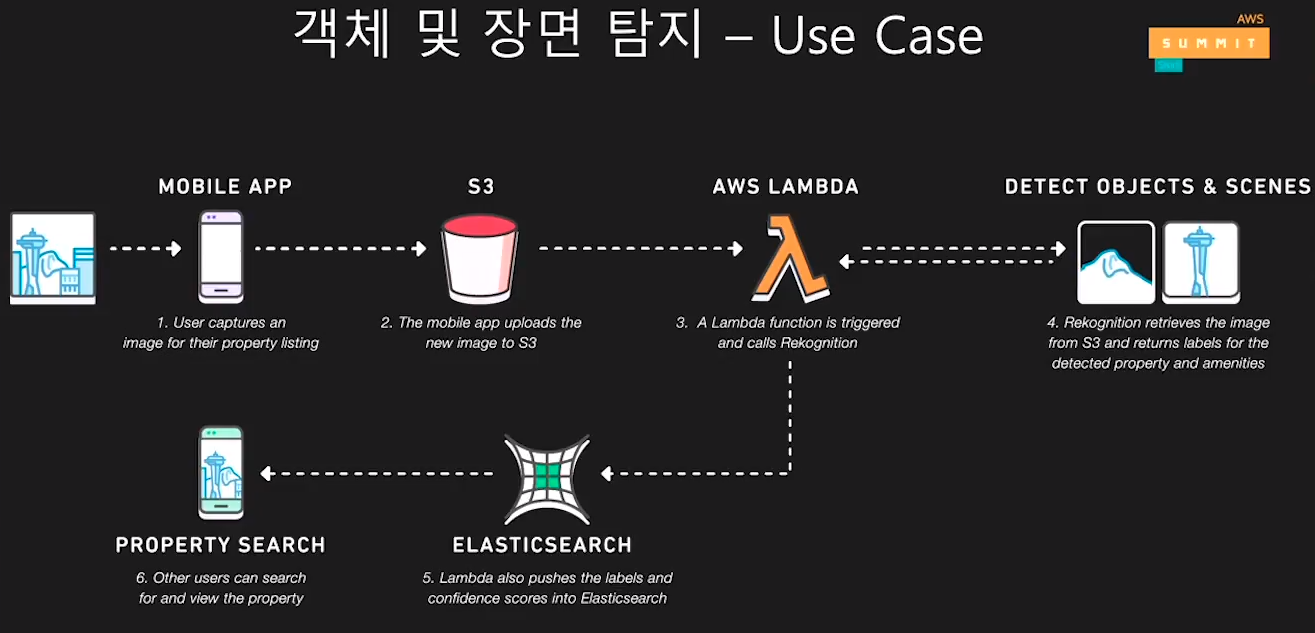 객체 및 장면 탐지 – Use Case
AWS
SUMMIT
MOBILE APP
S3
AWS LAMBDA
DETECT OBJECTS & SCENES
1. User captures an
image for their property listing
2. The mobile app uploads the
new image to S3
3. A Lambda function is triggered
and calls Rekognition
4. Rekognition retrieves the image
from S3 and returns labels for the
detected property and amenities
PROPERTY SEARCH
ELASTICSEARCH
6. Other users can search
for and view the property
5. Lambda also pushes the labels and
confidence scores into Elasticsearch